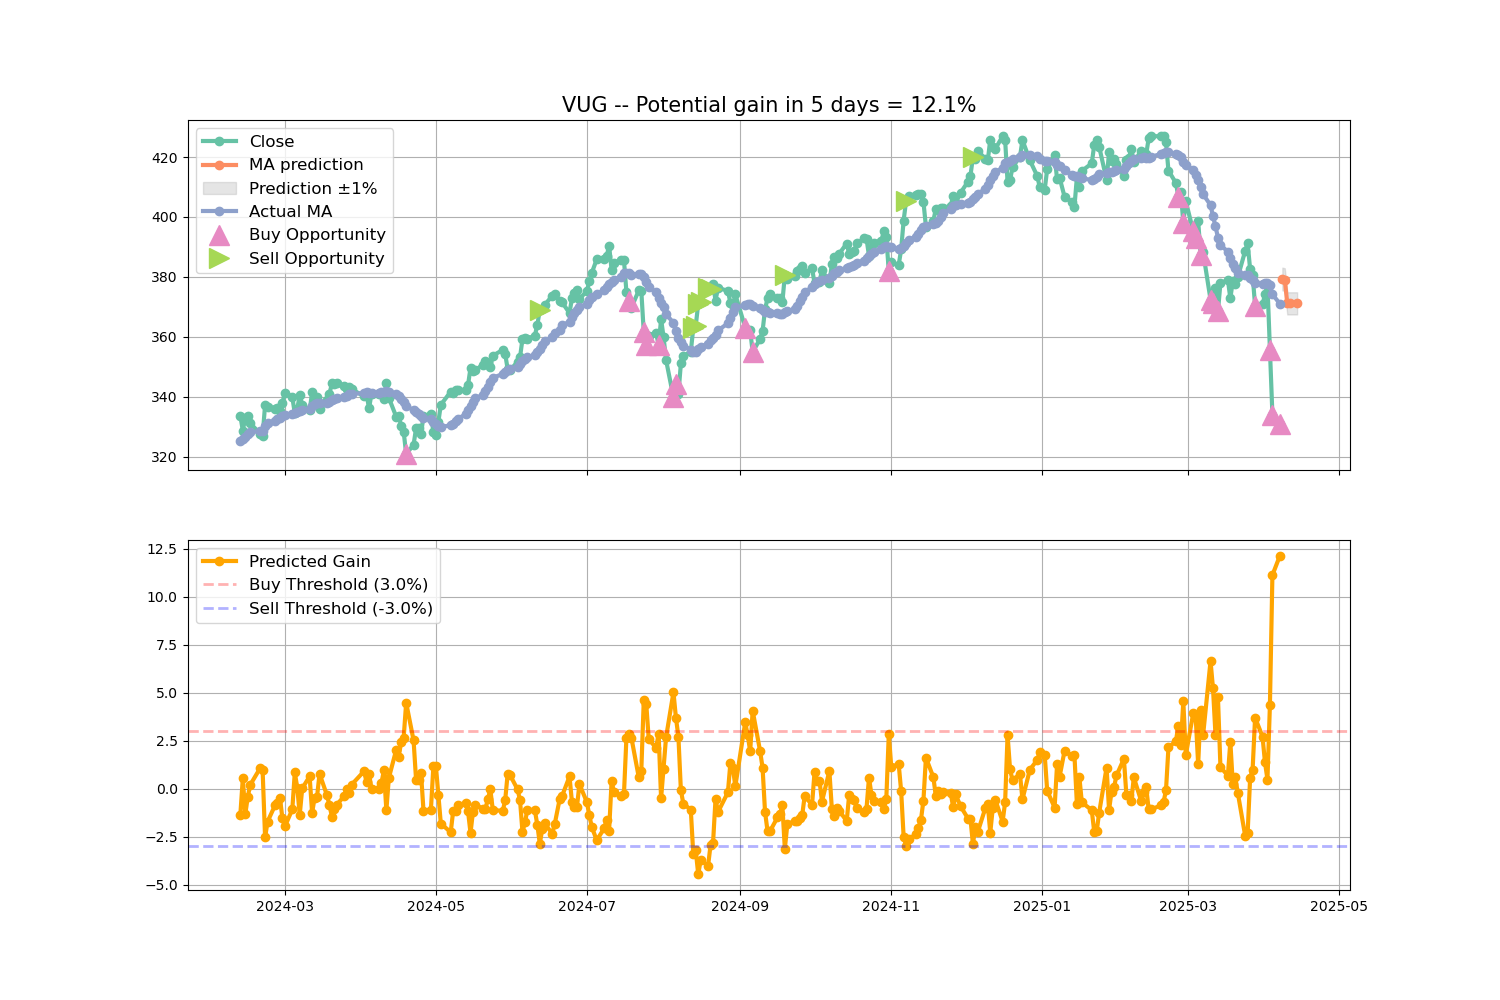 VUG -- Potential gain in 5 days = 12.1%
Close
MA prediction
Prediction ±1%
Actual MA
Buy Opportunity
Sell Opportunity
420
400
380
360
340
320
Predicted Gain
Buy Threshold (3.0%)
Sell Threshold (-3.0%)
12.5
10.0
7.5
5.0
2.5
0.0
−2.5
−5.0
2024-03 2024-05 2024-07 2024-09 2024-11 2025-01 2025-03 2025-05